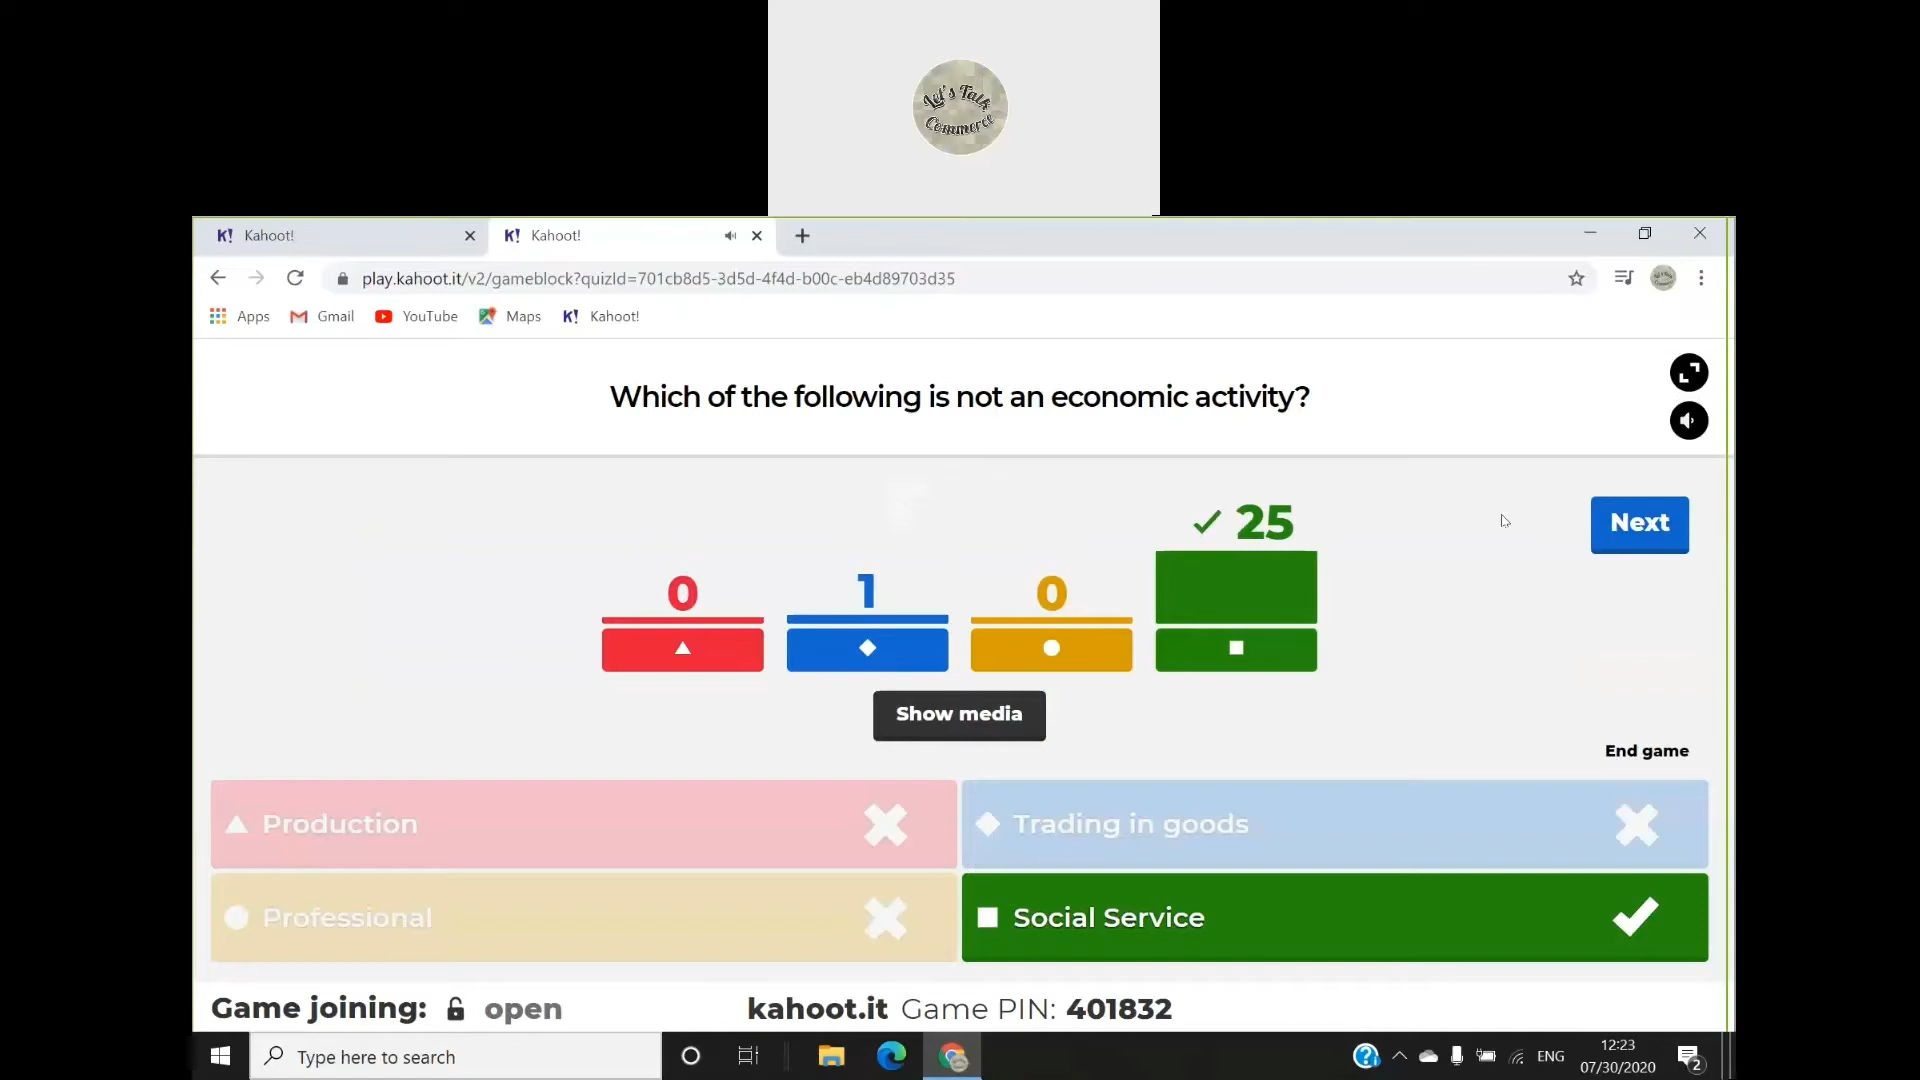 Let's Talk
Commerce
K! Kahoot!
K! Kahoot!
play.kahoot.it/v2/gameblock?quizId=701cb8d5-3d5d-4f4d-b00c-eb4d89703d35
Apps Gmail YouTube Maps K! Kahoot!
Which of the following is not an economic activity?
25
Next
0 1 0
Show media
End game
Production
Trading in goods
Professional
Social Service
Game joining: open kahoot.it Game PIN: 401832
Type here to search
ENG
12:23
07/30/2020
2